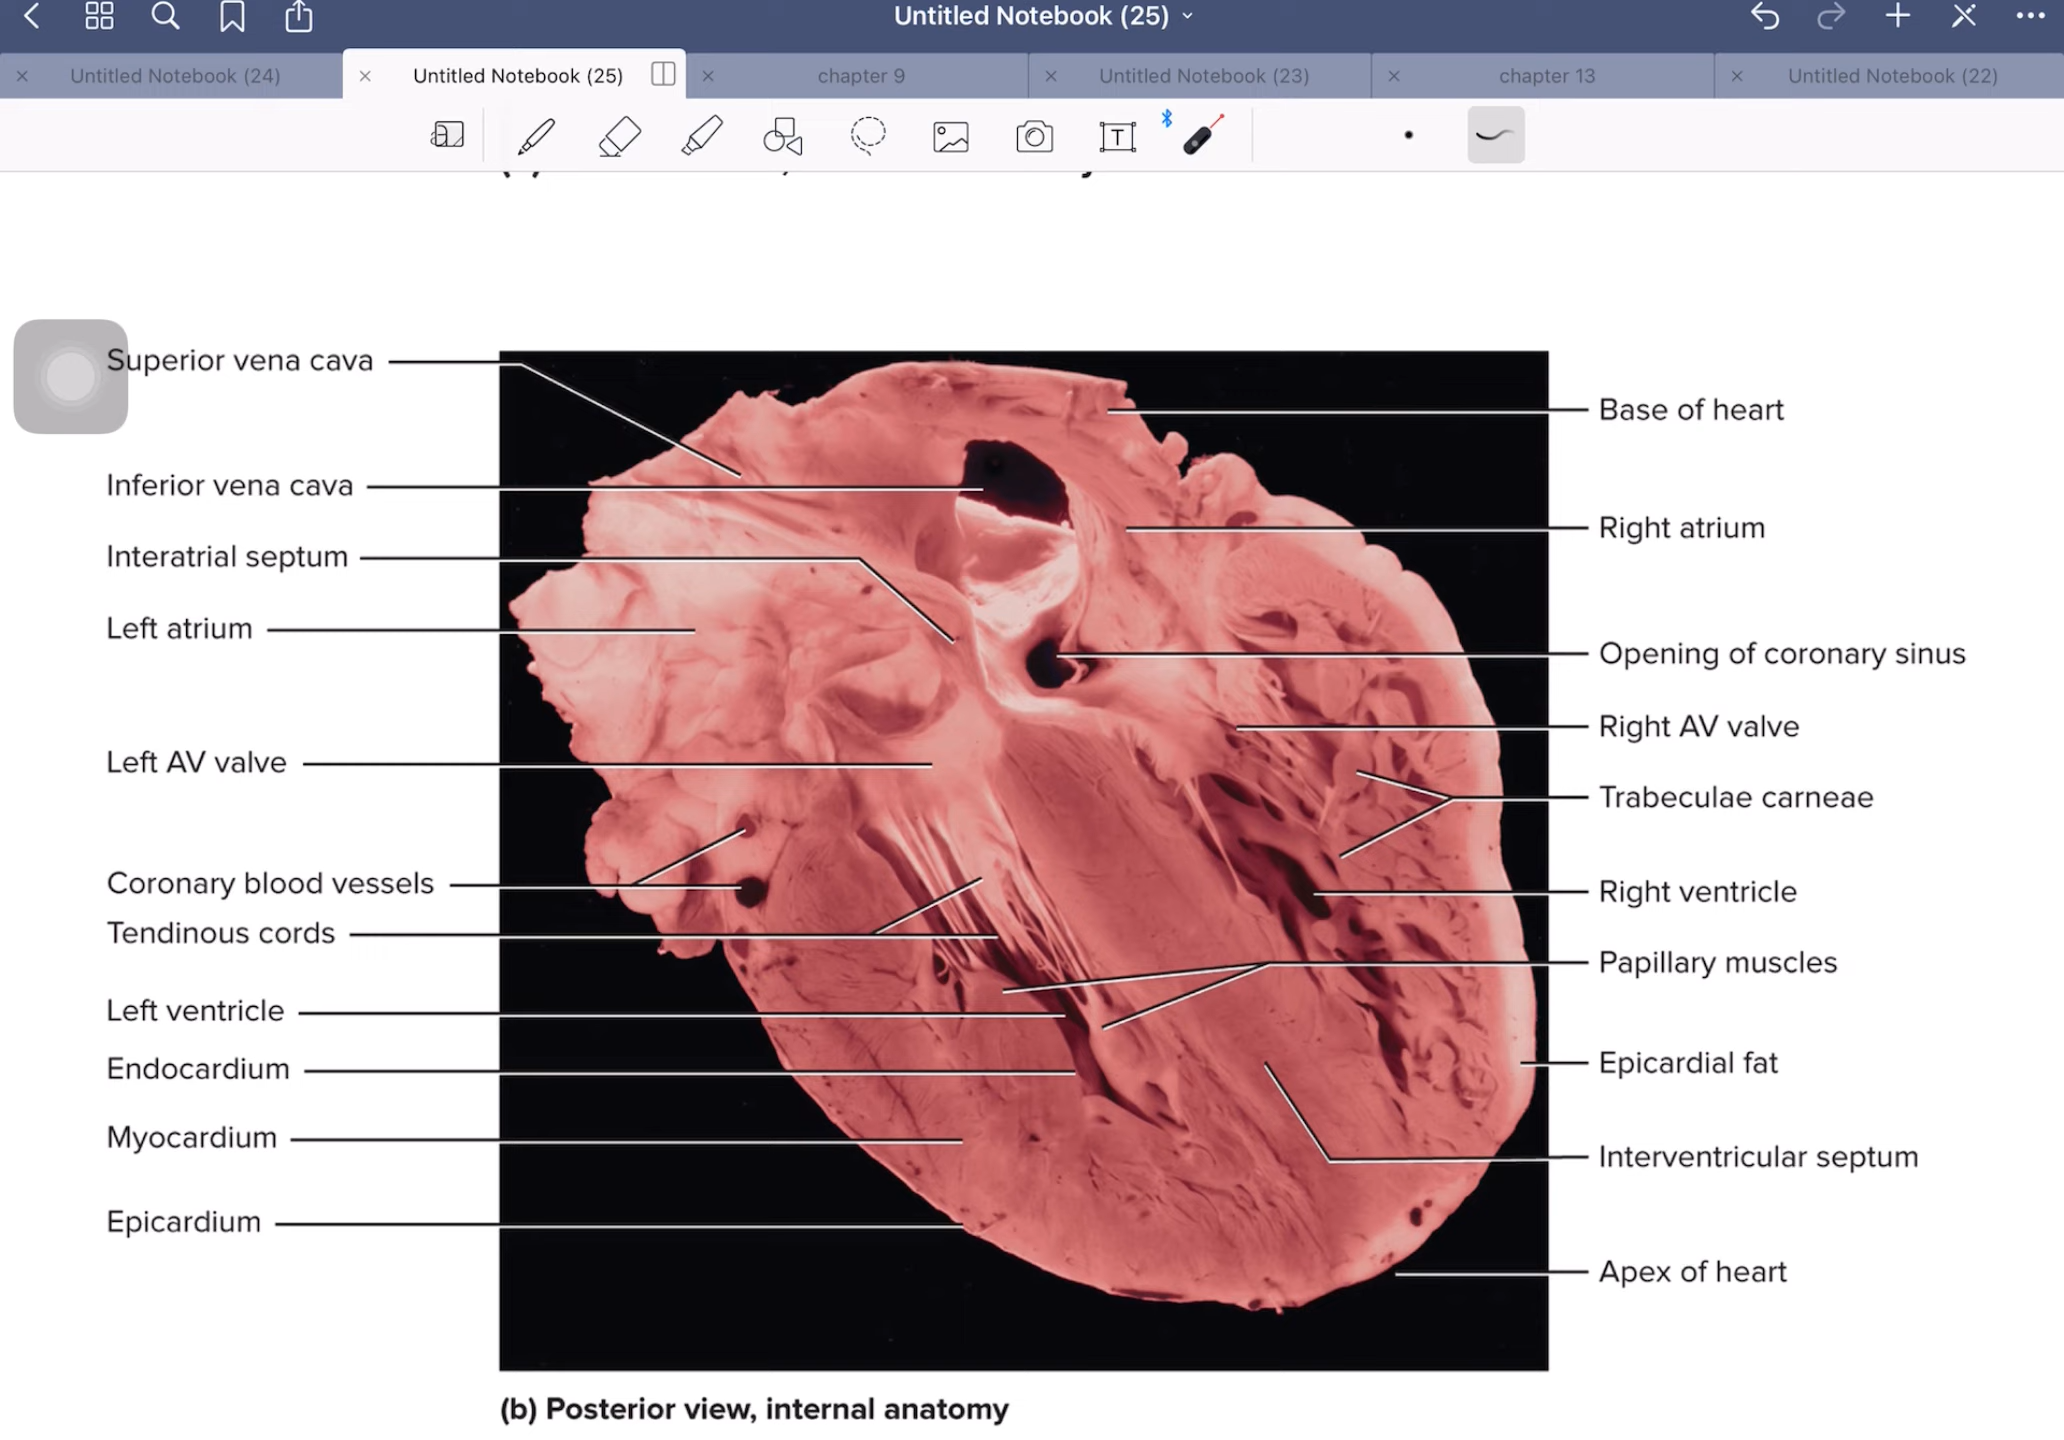 Untitled Notebook (25)
Untitled Notebook (24)
Untitled Notebook (25)
chapter 9
Untitled Notebook (23)
chapter 13
Untitled Notebook (22)
a
T
Superior vena cava
Inferior vena cava
Interatrial septum
Left atrium
Left AV valve
Coronary blood vessels
Tendinous cords
Left ventricle
Endocardium
Myocardium
Epicardium
Base of heart
Right atrium
Opening of coronary sinus
Right AV valve
Trabeculae carneae
Right ventricle
Papillary muscles
Epicardial fat
Interventricular septum
Apex of heart
(b) Posterior view, internal anatomy